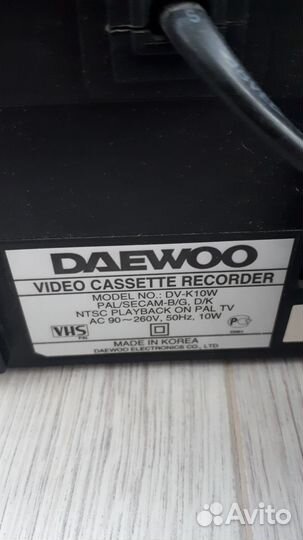 DAEWOO
VIDEO CASSETTE RECORDER
MODEL NO.: DV-K10W
PAL/SECAM-B/G, D/K
NTSC PLAYBACK ON PAL TV
AC 90~260V, 50Hz, 10W
VHS
PAL
MADE IN KOREA
DAEWOO ELECTRONICS CO., LTD
Avito